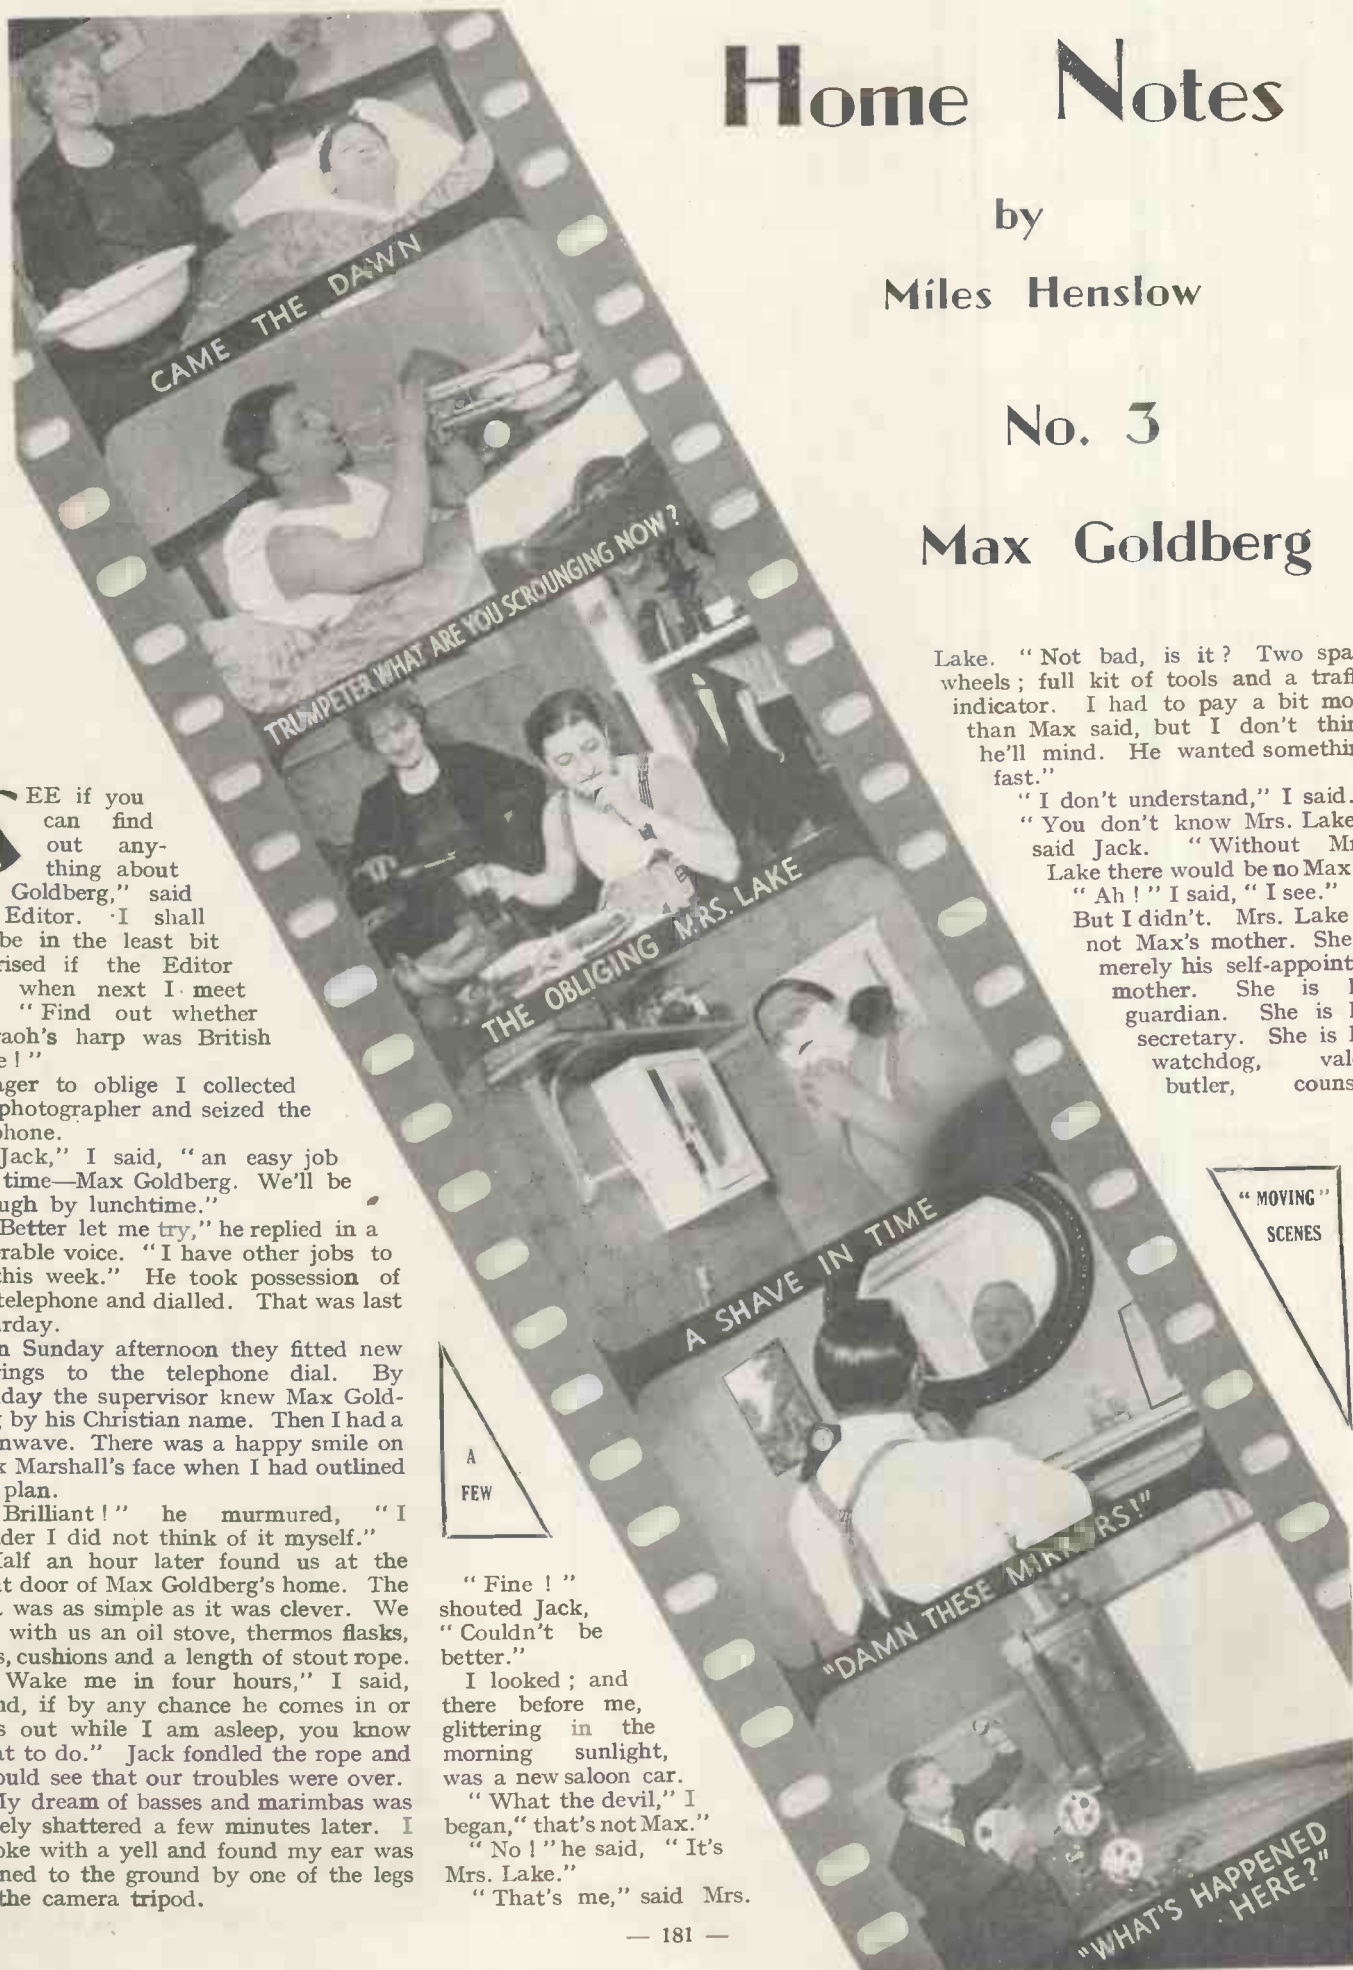 Home Notes
by
Miles Henslow
No. 3
Max Goldberg
CAME THE DAWN
TRUMPETER WHAT ARE YOU SCROUNGING NOW?
THE OBLIGING MRS. LAKE
A SHAVE IN TIME
"DAMN THESE MIRRORS!"
"WHAT'S HAPPENED
HERE?"
EE if you
can find
out any-
thing about
Goldberg," said
Editor. I shall
be in the least bit
rised if the Editor
when next I meet
"Find out whether
aoh's harp was British
e ! "
ager to oblige I collected
photographer and seized the
hone.
Jack," I said, "an easy job
time—Max Goldberg. We'll be
ugh by lunchtime."
Better let me try," he replied in a
rable voice. "I have other jobs to
this week." He took possession of
telephone and dialled. That was last
rday.
n Sunday afternoon they fitted new
ings to the telephone dial. By
day the supervisor knew Max Gold-
g by his Christian name. Then I had a
nwave. There was a happy smile on
k Marshall's face when I had outlined
plan.
Brilliant ! " he murmured, " I
der I did not think of it myself."
Half an hour later found us at the
t door of Max Goldberg's home. The
was as simple as it was clever. We
with us an oil stove, thermos flasks,
s, cushions and a length of stout rope.
Wake me in four hours," I said,
nd, if by any chance he comes in or
s out while I am asleep, you know
at to do." Jack fondled the rope and
ould see that our troubles were over.
My dream of basses and marimbas was
ely shattered a few minutes later. I
oke with a yell and found my ear was
ned to the ground by one of the legs
the camera tripod.
A
FEW
" Fine ! "
shouted Jack,
" Couldn't be
better."
I looked ; and
there before me,
glittering in the
morning sunlight,
was a new saloon car.
" What the devil," I
began," that's not Max."
" No ! " he said, " It's
Mrs. Lake."
" That's me," said Mrs.
Lake. " Not bad, is it ? Two spa
wheels ; full kit of tools and a traff
indicator. I had to pay a bit mo
than Max said, but I don't thin
he'll mind. He wanted somethin
fast."
" I don't understand," I said.
" You don't know Mrs. Lake
said Jack. " Without Mr
Lake there would be no Max
" Ah ! " I said, " I see."
But I didn't. Mrs. Lake
not Max's mother. She
merely his self-appoint
mother. She is h
guardian. She is h
secretary. She is h
watchdog, val
butler, couns
" MOVING "
SCENES
— 181 —